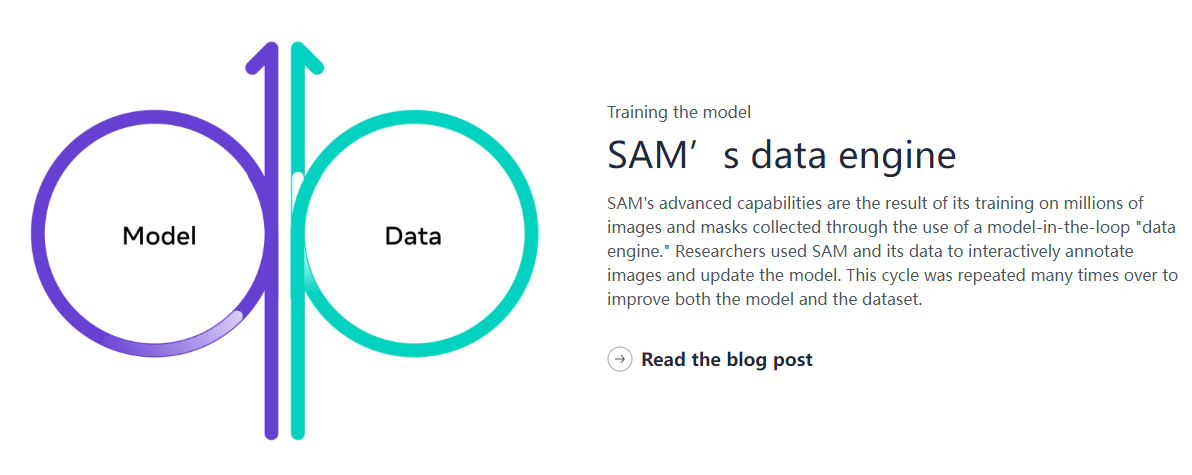 Model
Data
Training the model
SAM’s data engine
SAM's advanced capabilities are the result of its training on millions of
images and masks collected through the use of a model-in-the-loop "data
engine." Researchers used SAM and its data to interactively annotate
images and update the model. This cycle was repeated many times over to
improve both the model and the dataset.
Read the blog post